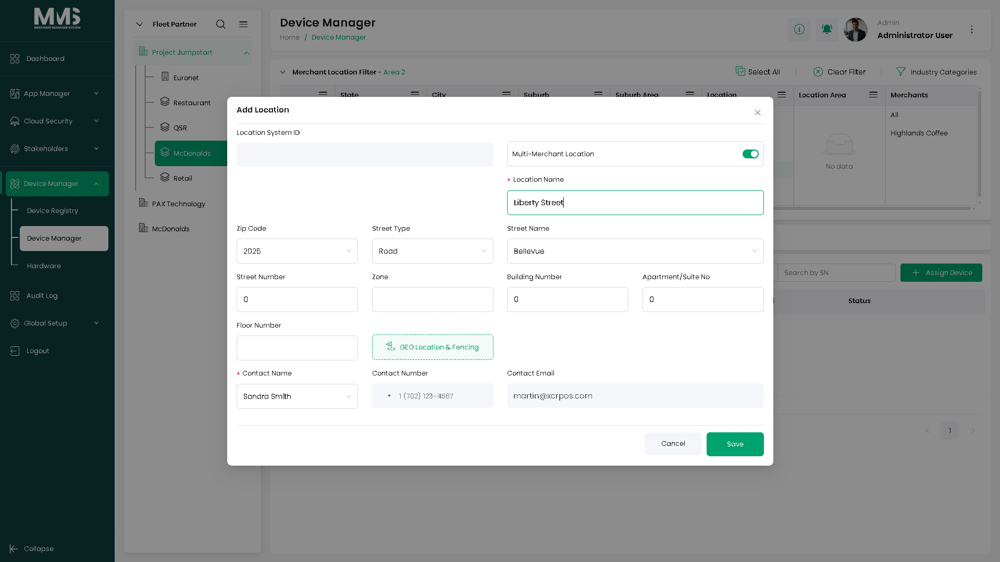 MMS
MERCHANT MANAGER SYSTEM
Dashboard
App Manager
Cloud Security
Stakeholders
Device Manager
Device Registry
Device Manager
Hardware
Audit Log
Global Setup
Logout
Collapse
Fleet Partner
Project Jumpstart
Euronet
Restaurant
QSR
McDonalds
Retail
PAX Technology
McDonalds
Device Manager
Home / Device Manager
Admin
Administrator User
Merchant Location Filter - Area 2
Select All
Clear Filter
Industry Categories
State
City
Suburb
Suburb Area
Location
Location Area
Merchants
All
Highlands Coffee
No data
Search by SN
Assign Device
Status
1
Add Location
Location System ID
Multi-Merchant Location
* Location Name
Liberty Street
Zip Code
Street Type
Street Name
2025
Road
Bellevue
Street Number
Zone
Building Number
Apartment/Suite No
0
0
0
Floor Number
GEO Location & Fencing
* Contact Name
Contact Number
Contact Email
Sandra Smith
1 (702) 123-4567
martin@xcrpos.com
Cancel
Save